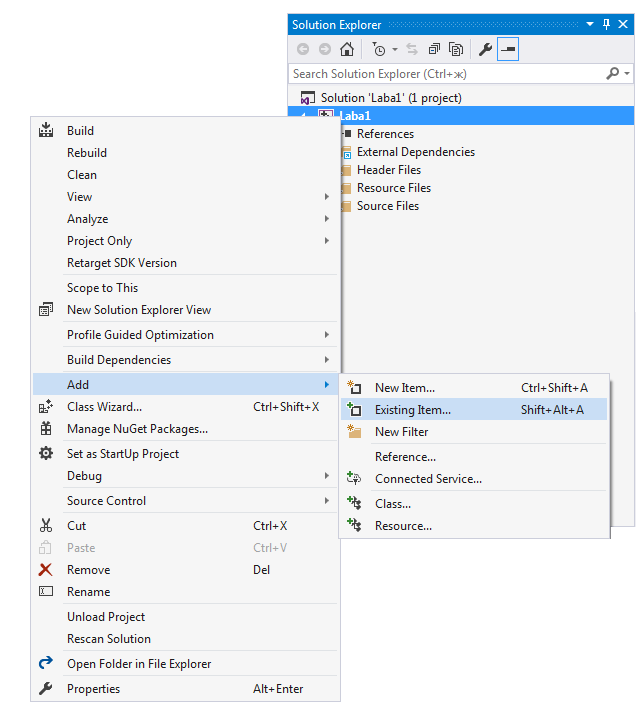 Solution Explorer
Search Solution Explorer (Ctrl+ж)
Solution 'Laba1' (1 project)
Laba1
References
External Dependencies
Header Files
Resource Files
Source Files
Build
Rebuild
Clean
View
Analyze
Project Only
Retarget SDK Version
Scope to This
New Solution Explorer View
Profile Guided Optimization
Build Dependencies
Add
Class Wizard... Ctrl+Shift+X
Manage NuGet Packages...
Set as StartUp Project
Debug
Source Control
Cut Ctrl+X
Paste Ctrl+V
Remove Del
Rename
Unload Project
Rescan Solution
Open Folder in File Explorer
Properties Alt+Enter
New Item... Ctrl+Shift+A
Existing Item... Shift+Alt+A
New Filter
Reference...
Connected Service...
Class...
Resource...